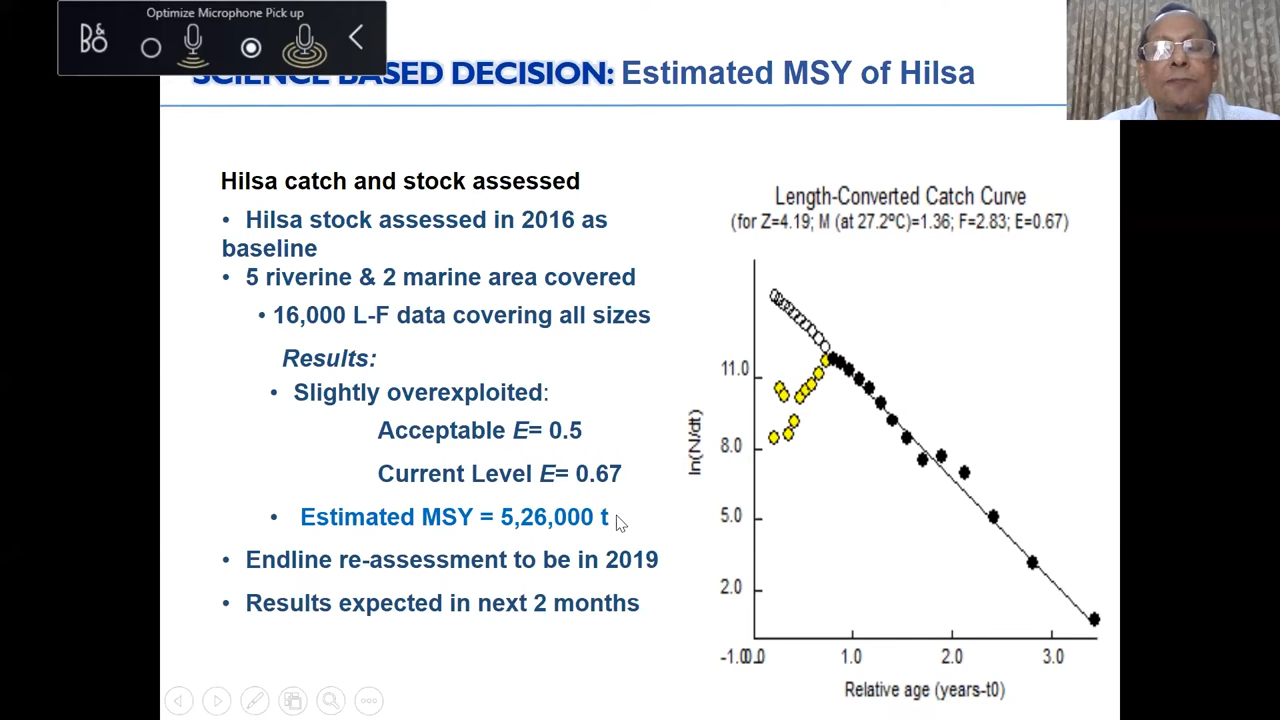 Optimize Microphone Pick up
B&O
SCIENCE BASED DECISION: Estimated MSY of Hilsa
Hilsa catch and stock assessed
• Hilsa stock assessed in 2016 as
baseline
• 5 riverine & 2 marine area covered
• 16,000 L-F data covering all sizes
Results:
• Slightly overexploited:
Acceptable E= 0.5
Current Level E= 0.67
• Estimated MSY = 5,26,000 t
• Endline re-assessment to be in 2019
• Results expected in next 2 months
Length-Converted Catch Curve
(for Z=4.19; M (at 27.2ºC)=1.36; F=2.83; E=0.67)
11.0
8.0
5.0
2.0
-1.0
0.0
1.0
2.0
3.0
ln(N/dt)
Relative age (years-t0)